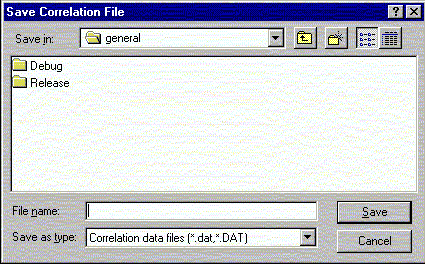 Save Correlation File
Save in: general
Debug
Release
File name: Save
Save as type: Correlation data files (*.dat,*.DAT) Cancel